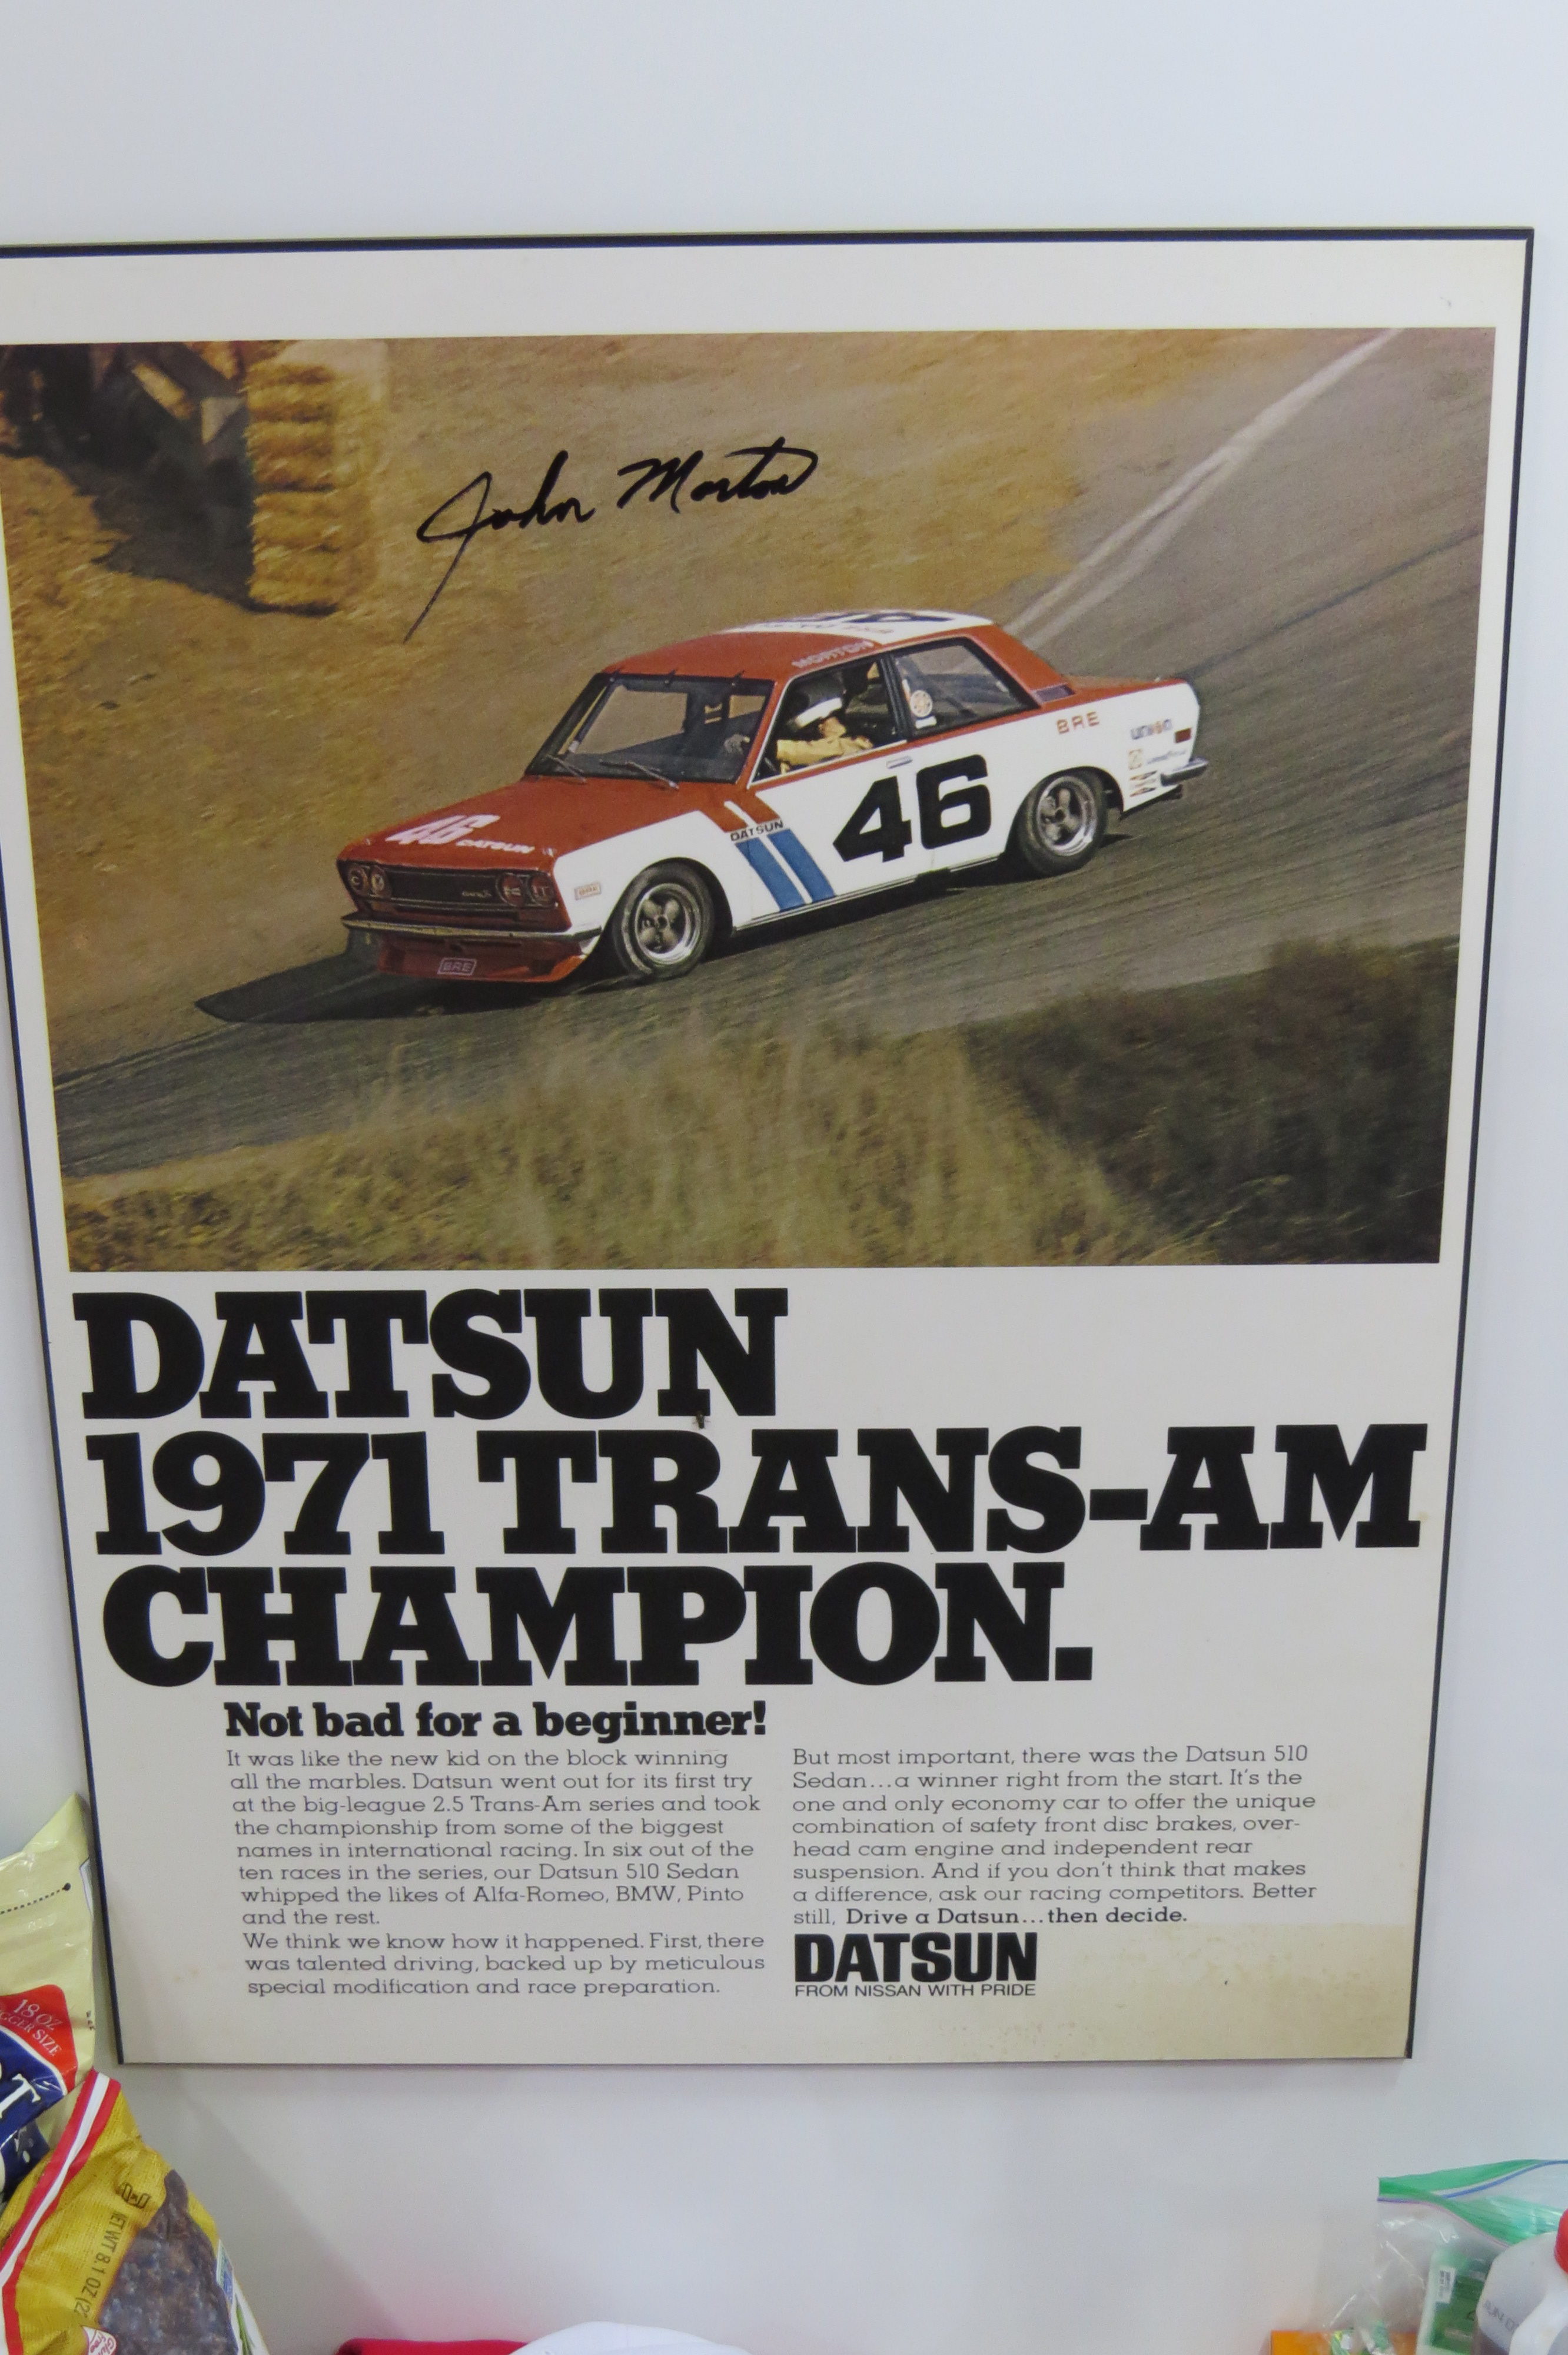 John Morton
MORTON
BRE
46
DATSUN
46 DATSUN
BRE
DATSUN
1971 TRANS-AM
CHAMPION.
Not bad for a beginner!
It was like the new kid on the block winning
all the marbles. Datsun went out for its first try
at the big-league 2.5 Trans-Am series and took
the championship from some of the biggest
names in international racing. In six out of the
ten races in the series, our Datsun 510 Sedan
whipped the likes of Alfa-Romeo, BMW, Pinto
and the rest.
We think we know how it happened. First, there
was talented driving, backed up by meticulous
special modification and race preparation.
But most important, there was the Datsun 510
Sedan...a winner right from the start. It's the
one and only economy car to offer the unique
combination of safety front disc brakes, over-
head cam engine and independent rear
suspension. And if you don't think that makes
a difference, ask our racing competitors. Better
still, Drive a Datsun...then decide.
DATSUN
FROM NISSAN WITH PRIDE
18 OZ
SIZE
8.1 OZ